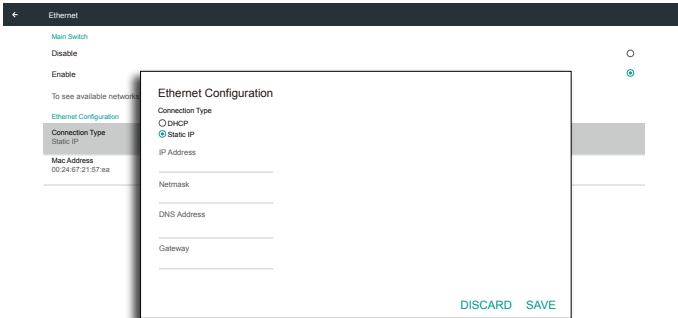 Ethernet
Main Switch
Disable
Enable
To see available networks
Ethernet Configuration
Connection Type
Static IP
Mac Address
00:24:67:21:57:ea
Ethernet Configuration
Connection Type
DHCP
Static IP
IP Address
Netmask
DNS Address
Gateway
DISCARD SAVE